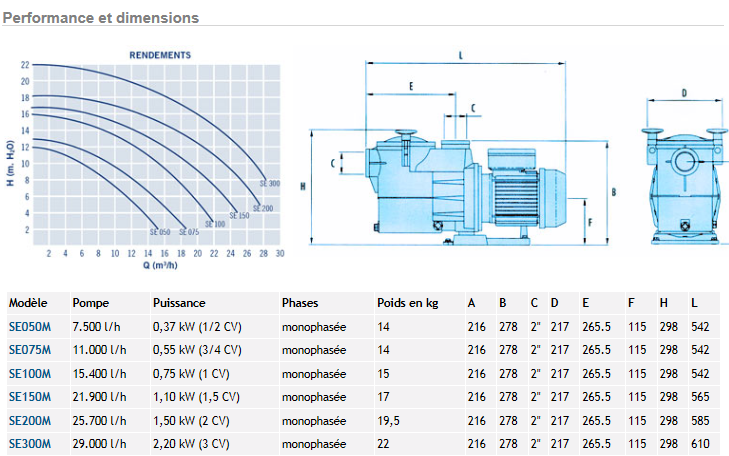 Performance et dimensions
RENDEMENTS
22
20
18
16
14
12
10
8
6
4
2
H (m. H₂O)
SE 050
SE 075
SE 100
SE 150
SE 200
SE 300
2 4 6 8 10 12 14 16 18 20 22 24 26 28 30
Q (m³/h)
L
E
C
C
H
B
F
D
Modèle Pompe Puissance Phases Poids en kg A B C D E F H L
SE050M 7.500 l/h 0,37 kW (1/2 CV) monophasée 14 216 278 2" 217 265.5 115 298 542
SE075M 11.000 l/h 0,55 kW (3/4 CV) monophasée 14 216 278 2" 217 265.5 115 298 542
SE100M 15.400 l/h 0,75 kW (1 CV) monophasée 15 216 278 2" 217 265.5 115 298 542
SE150M 21.900 l/h 1,10 kW (1,5 CV) monophasée 17 216 278 2" 217 265.5 115 298 565
SE200M 25.700 l/h 1,50 kW (2 CV) monophasée 19,5 216 278 2" 217 265.5 115 298 585
SE300M 29.000 l/h 2,20 kW (3 CV) monophasée 22 216 278 2" 217 265.5 115 298 610